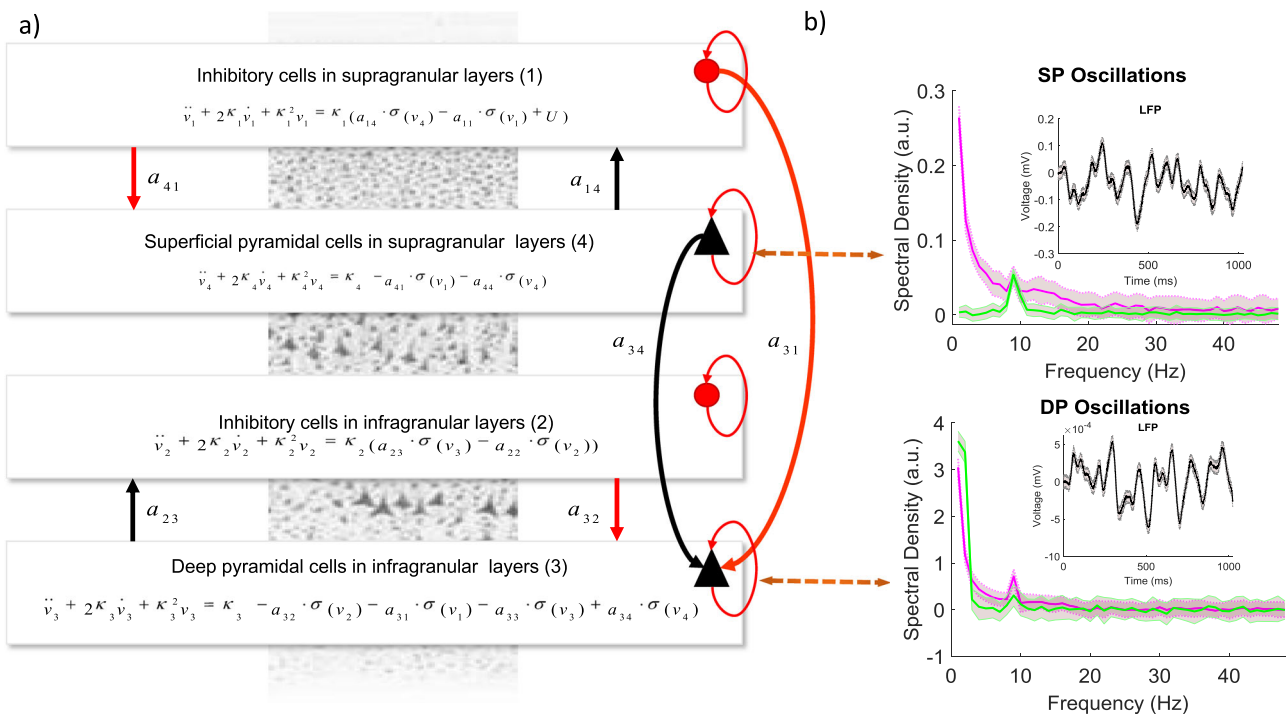 a)
Inhibitory cells in supragranular layers (1)
v̈₁ + 2κ₁v̇₁ + κ₁²v₁ = κ₁(a₁₄ · σ(v₄) − a₁₁ · σ(v₁) + U)
a₄₁
a₁₄
Superficial pyramidal cells in supragranular layers (4)
v̈₄ + 2κ₄v̇₄ + κ₄²v₄ = κ₄ − a₄₁ · σ(v₁) − a₄₄ · σ(v₄)
a₃₄
a₃₁
Inhibitory cells in infragranular layers (2)
v̈₂ + 2κ₂v̇₂ + κ₂²v₂ = κ₂(a₂₃ · σ(v₃) − a₂₂ · σ(v₂))
a₂₃
a₃₂
Deep pyramidal cells in infragranular layers (3)
v̈₃ + 2κ₃v̇₃ + κ₃²v₃ = κ₃ − a₃₂ · σ(v₂) − a₃₁ · σ(v₁) − a₃₃ · σ(v₃) + a₃₄ · σ(v₄)
b)
SP Oscillations
Spectral Density (a.u.)
0.3
0.2
0.1
0
0 10 20 30 40
Frequency (Hz)
LFP
Voltage (mV)
0.2
0.1
0
-0.1
-0.2
-0.3
0 500 1000
Time (ms)
DP Oscillations
Spectral Density (a.u.)
4
3
2
1
0
-1
0 10 20 30 40
Frequency (Hz)
LFP
× 10⁻⁴
Voltage (mV)
5
0
-5
-10
0 500 1000
Time (ms)